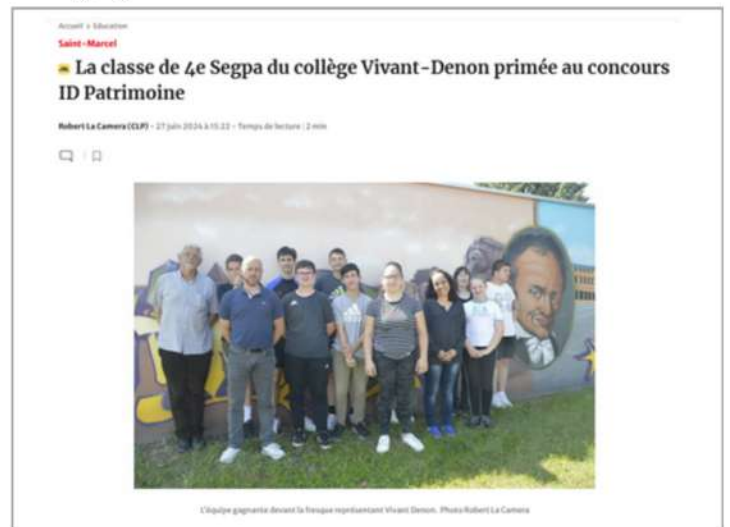 Accueil > Education
Saint-Marcel
La classe de 4e Segpa du collège Vivant-Denon primée au concours
ID Patrimoine
Robert La Camera (CLP) - 27 juin 2024 à 15:22 - Temps de lecture : 2 min
L'équipe gagnante devant la fresque représentant Vivant Denon. Photo Robert La Camera